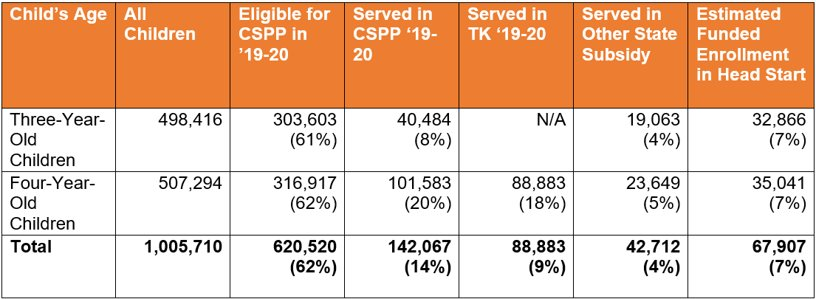 Child's Age | All Children | Eligible for CSPP in '19-20 | Served in CSPP '19-20 | Served in TK '19-20 | Served in Other State Subsidy | Estimated Funded Enrollment in Head Start
Three-Year-Old Children | 498,416 | 303,603 (61%) | 40,484 (8%) | N/A | 19,063 (4%) | 32,866 (7%)
Four-Year-Old Children | 507,294 | 316,917 (62%) | 101,583 (20%) | 88,883 (18%) | 23,649 (5%) | 35,041 (7%)
Total | 1,005,710 | 620,520 (62%) | 142,067 (14%) | 88,883 (9%) | 42,712 (4%) | 67,907 (7%)